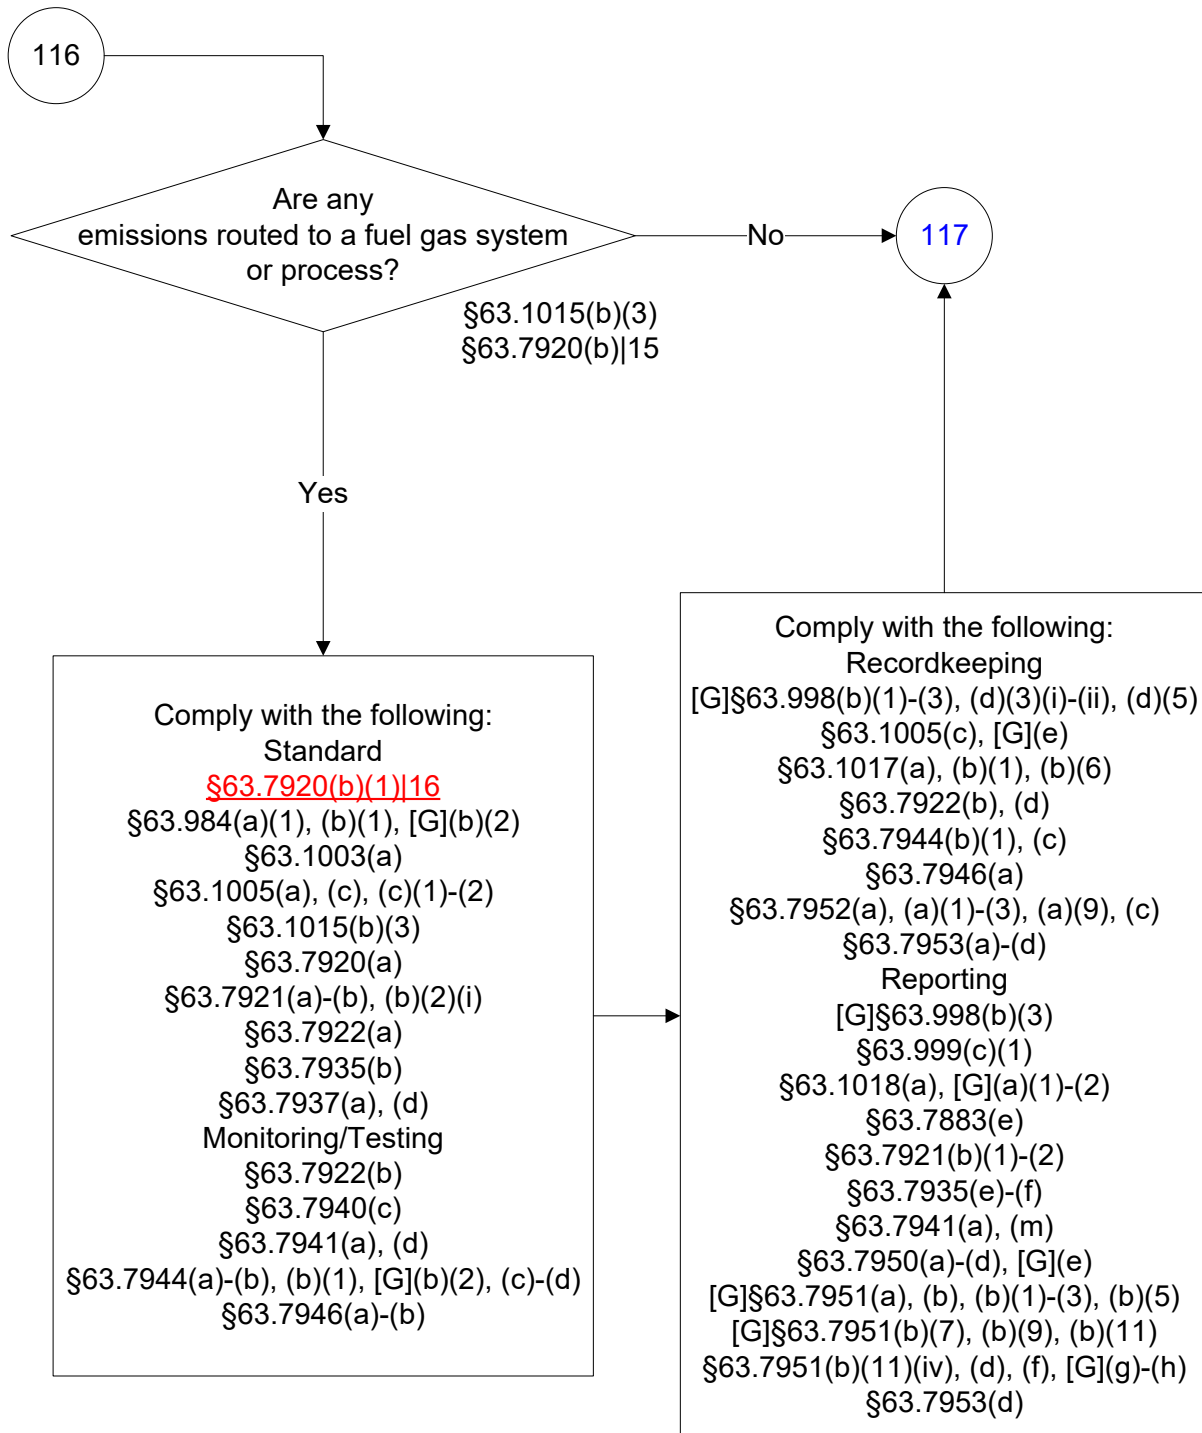 116
Are any
emissions routed to a fuel gas system
or process?
No
117
§63.1015(b)(3)
§63.7920(b)|15
Yes
Comply with the following:
Standard
§63.7920(b)(1)|16
§63.984(a)(1), (b)(1), [G](b)(2)
§63.1003(a)
§63.1005(a), (c), (c)(1)-(2)
§63.1015(b)(3)
§63.7920(a)
§63.7921(a)-(b), (b)(2)(i)
§63.7922(a)
§63.7935(b)
§63.7937(a), (d)
Monitoring/Testing
§63.7922(b)
§63.7940(c)
§63.7941(a), (d)
§63.7944(a)-(b), (b)(1), [G](b)(2), (c)-(d)
§63.7946(a)-(b)
Comply with the following:
Recordkeeping
[G]§63.998(b)(1)-(3), (d)(3)(i)-(ii), (d)(5)
§63.1005(c), [G](e)
§63.1017(a), (b)(1), (b)(6)
§63.7922(b), (d)
§63.7944(b)(1), (c)
§63.7946(a)
§63.7952(a), (a)(1)-(3), (a)(9), (c)
§63.7953(a)-(d)
Reporting
[G]§63.998(b)(3)
§63.999(c)(1)
§63.1018(a), [G](a)(1)-(2)
§63.7883(e)
§63.7921(b)(1)-(2)
§63.7935(e)-(f)
§63.7941(a), (m)
§63.7950(a)-(d), [G](e)
[G]§63.7951(a), (b), (b)(1)-(3), (b)(5)
[G]§63.7951(b)(7), (b)(9), (b)(11)
§63.7951(b)(11)(iv), (d), (f), [G](g)-(h)
§63.7953(d)